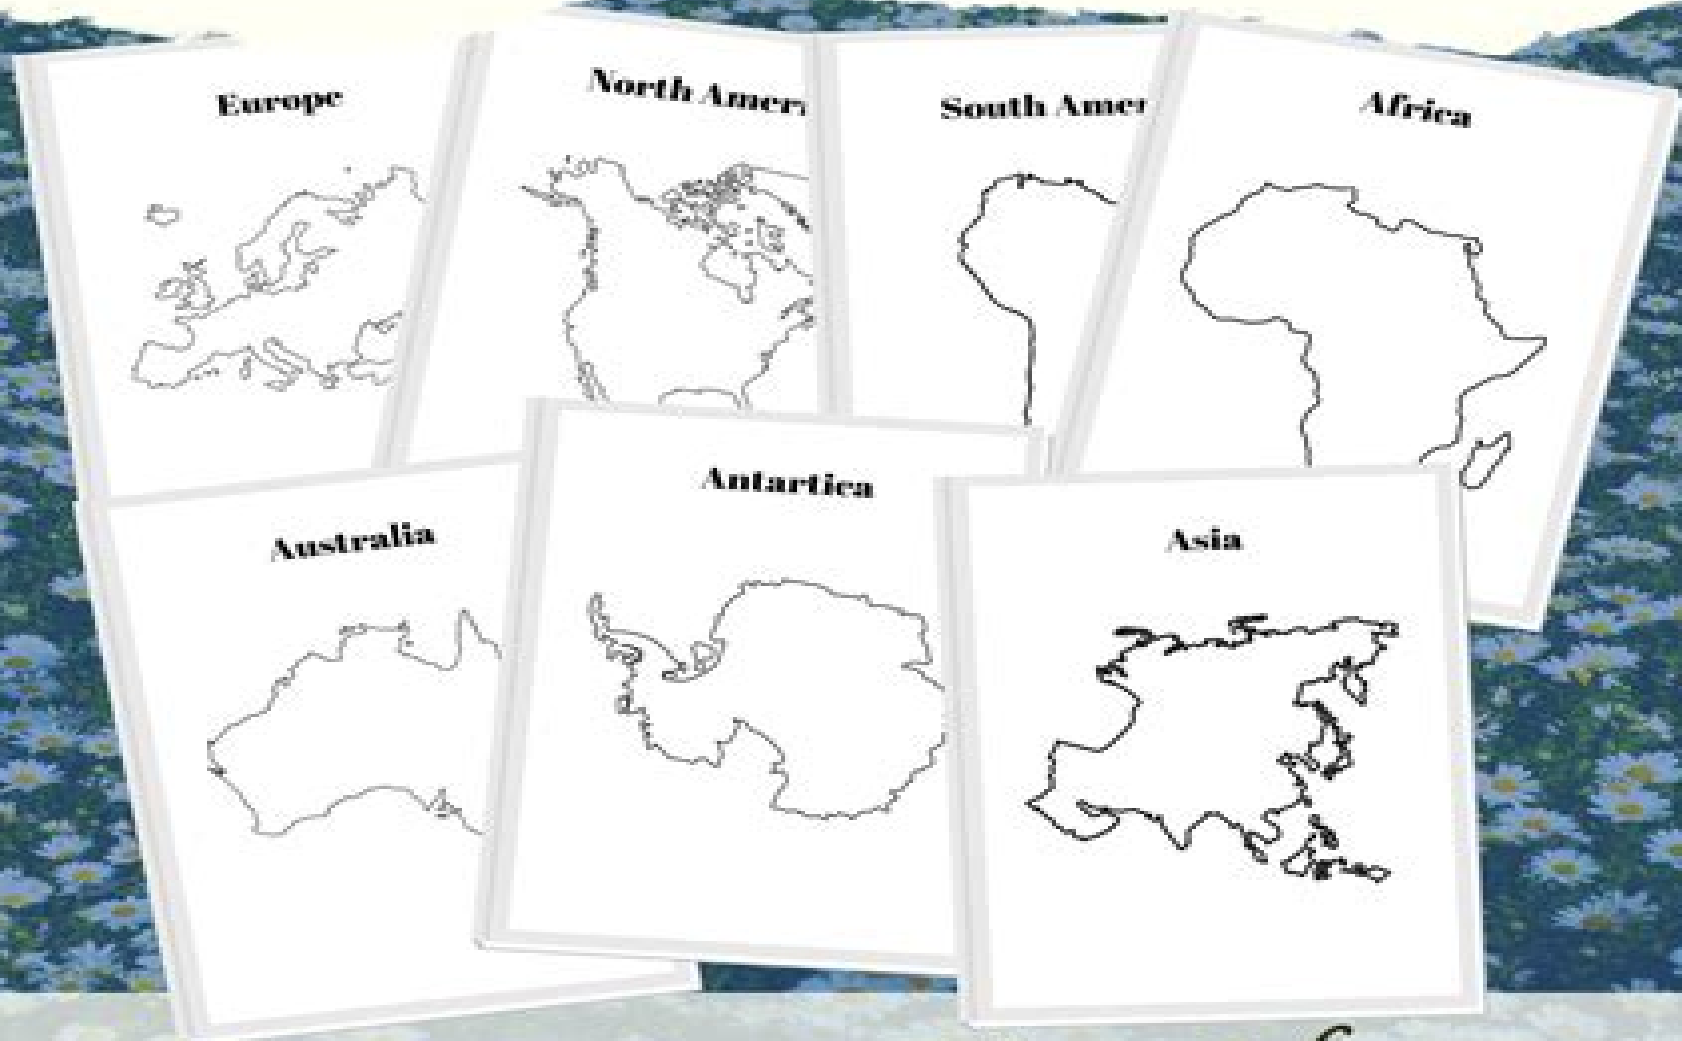 Europe
North Amer
South Amer
Africa
Australia
Antartica
Asia